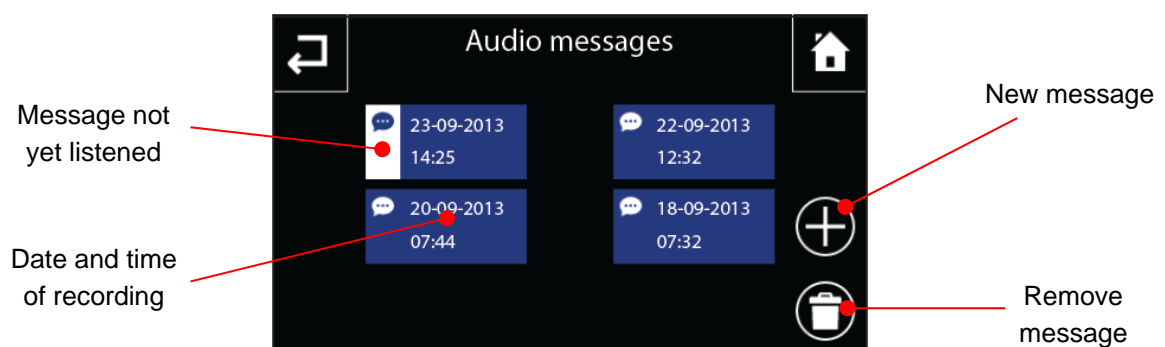 Audio messages
Message not
yet listened
New message
23-09-2013
14:25
22-09-2013
12:32
20-09-2013
07:44
18-09-2013
07:32
Date and time
of recording
Remove
message